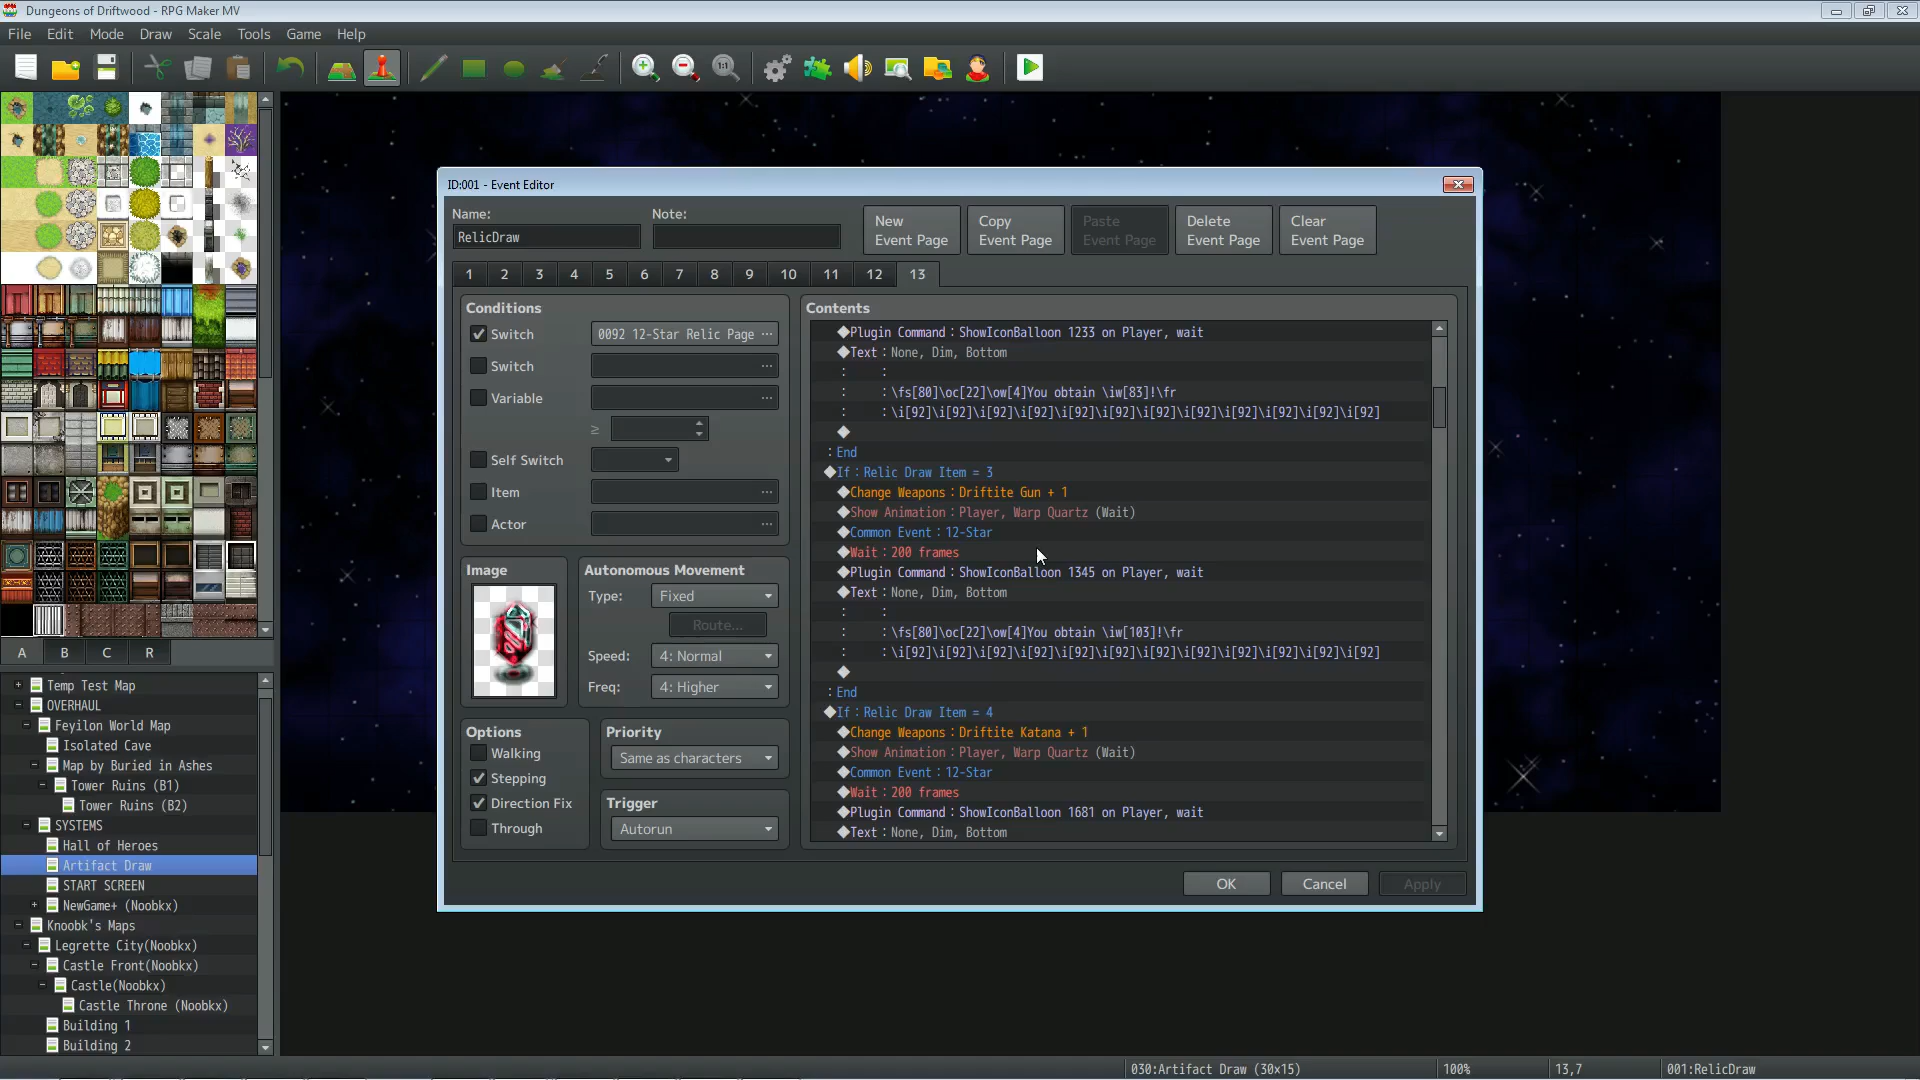 Dungeons of Driftwood - RPG Maker MV
File Edit Mode Draw Scale Tools Game Help
1:1
ID:001 - Event Editor
Name:
Note:
RelicDraw
New Event Page
Copy Event Page
Paste Event Page
Delete Event Page
Clear Event Page
1 2 3 4 5 6 7 8 9 10 11 12 13
Conditions
Switch 0092 12-Star Relic Page ...
Switch ...
Variable ...
≥
Self Switch
Item ...
Actor ...
Image
Autonomous Movement
Type: Fixed
Route...
Speed: 4: Normal
Freq: 4: Higher
Options
Walking
Stepping
Direction Fix
Through
Priority
Same as characters
Trigger
Autorun
Contents
◆Plugin Command：ShowIconBalloon 1233 on Player, wait
◆Text：None, Dim, Bottom
:    :
:    :\fs[80]\oc[22]\ow[4]You obtain \iw[83]!\fr
:    :\i[92]\i[92]\i[92]\i[92]\i[92]\i[92]\i[92]\i[92]\i[92]\i[92]\i[92]\i[92]
◆
:End
◆If：Relic Draw Item = 3
◆Change Weapons：Driftite Gun + 1
◆Show Animation：Player, Warp Quartz (Wait)
◆Common Event：12-Star
◆Wait：200 frames
◆Plugin Command：ShowIconBalloon 1345 on Player, wait
◆Text：None, Dim, Bottom
:    :
:    :\fs[80]\oc[22]\ow[4]You obtain \iw[103]!\fr
:    :\i[92]\i[92]\i[92]\i[92]\i[92]\i[92]\i[92]\i[92]\i[92]\i[92]\i[92]\i[92]
◆
:End
◆If：Relic Draw Item = 4
◆Change Weapons：Driftite Katana + 1
◆Show Animation：Player, Warp Quartz (Wait)
◆Common Event：12-Star
◆Wait：200 frames
◆Plugin Command：ShowIconBalloon 1681 on Player, wait
◆Text：None, Dim, Bottom
OK
Cancel
Apply
A B C R
Temp Test Map
OVERHAUL
Feyilon World Map
Isolated Cave
Map by Buried in Ashes
Tower Ruins (B1)
Tower Ruins (B2)
SYSTEMS
Hall of Heroes
Artifact Draw
START SCREEN
NewGame+ (Noobkx)
Knoobk's Maps
Legrette City(Noobkx)
Castle Front(Noobkx)
Castle(Noobkx)
Castle Throne (Noobkx)
Building 1
Building 2
030:Artifact Draw (30x15)
100%
13,7
001:RelicDraw